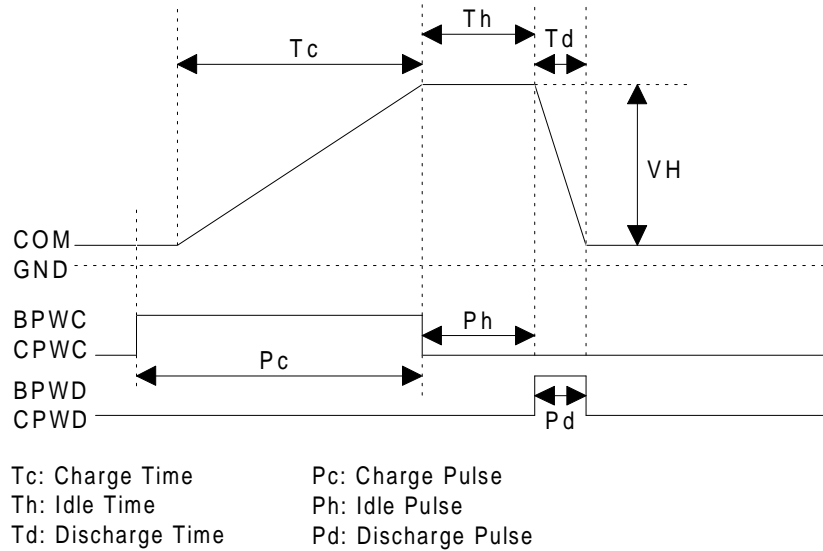 Th
Tc
Td
VH
COM
GND
BPWC
Ph
CPWC
Pc
BPWD
CPWD
Pd
Tc: Charge Time
Pc: Charge Pulse
Th: Idle Time
Ph: Idle Pulse
Td: Discharge Time
Pd: Discharge Pulse